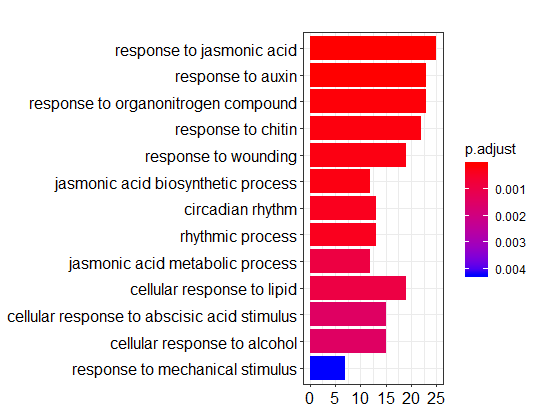 response to jasmonic acid
response to auxin
response to organonitrogen compound
response to chitin
response to wounding
jasmonic acid biosynthetic process
circadian rhythm
rhythmic process
jasmonic acid metabolic process
cellular response to lipid
cellular response to abscisic acid stimulus
cellular response to alcohol
response to mechanical stimulus
0 5 10 15 20 25
p.adjust
0.001
0.002
0.003
0.004